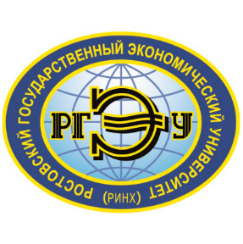 РОСТОВСКИЙ ГОСУДАРСТВЕННЫЙ ЭКОНОМИЧЕСКИЙ УНИВЕРСИТЕТ
(РИНХ)
РГЭУ